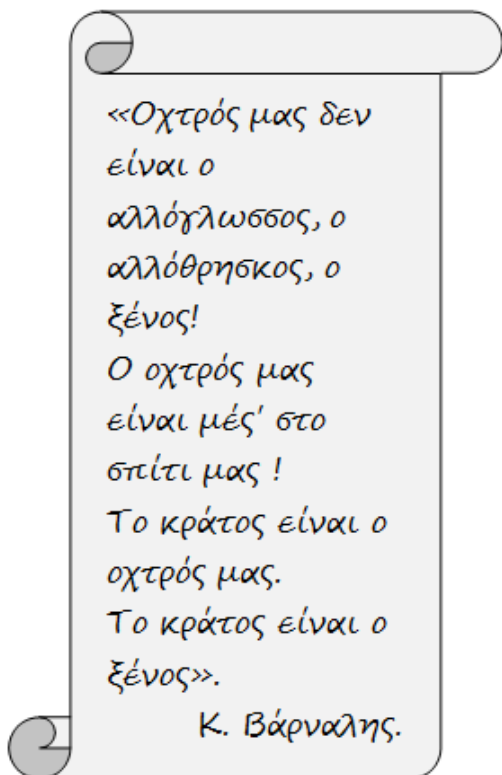 «Οχτρός μας δεν
είναι ο
αλλόγλωσσος, ο
αλλόθρησκος, ο
ξένος!
Ο οχτρός μας
είναι μές' στο
σπίτι μας !
Το κράτος είναι ο
οχτρός μας.
Το κράτος είναι ο
ξένος».
Κ. Βάρναλης.